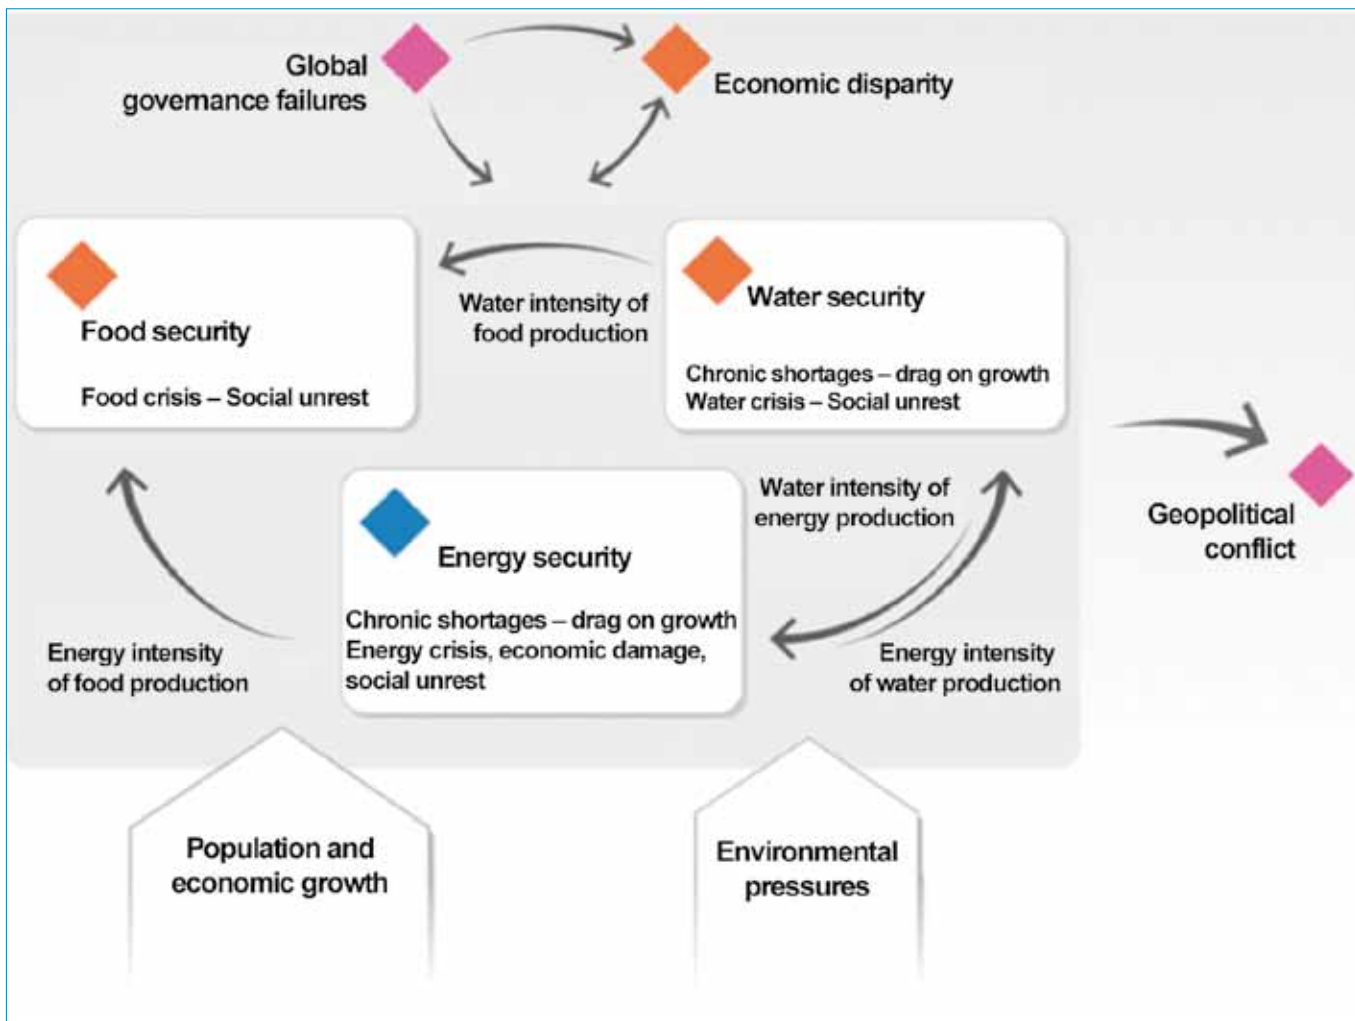 Global
governance failures
Economic disparity
Food security
Food crisis – Social unrest
Water intensity of
food production
Water security
Chronic shortages – drag on growth
Water crisis – Social unrest
Water intensity of
energy production
Geopolitical
conflict
Energy security
Chronic shortages – drag on growth
Energy crisis, economic damage,
social unrest
Energy intensity
of food production
Energy intensity
of water production
Population and
economic growth
Environmental
pressures